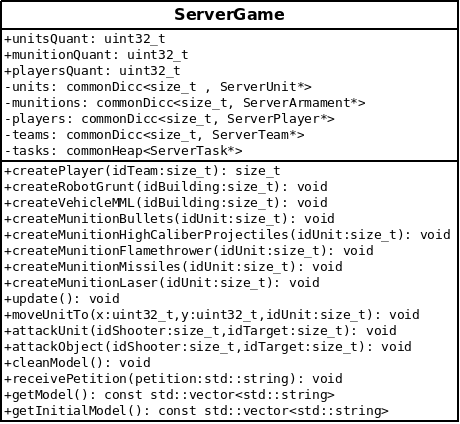 ServerGame
+unitsQuant: uint32_t
+munitionQuant: uint32_t
+playersQuant: uint32_t
-units: commonDicc<size_t , ServerUnit*>
-munitions: commonDicc<size_t, ServerArmament*>
-players: commonDicc<size_t, ServerPlayer*>
-teams: commonDicc<size_t, ServerTeam*>
-tasks: commonHeap<ServerTask*>
+createPlayer(idTeam:size_t): size_t
+createRobotGrunt(idBuilding:size_t): void
+createVehicleMML(idBuilding:size_t): void
+createMunitionBullets(idUnit:size_t): void
+createMunitionHighCaliberProjectiles(idUnit:size_t): void
+createMunitionFlamethrower(idUnit:size_t): void
+createMunitionMissiles(idUnit:size_t): void
+createMunitionLaser(idUnit:size_t): void
+update(): void
+moveUnitTo(x:uint32_t,y:uint32_t,idUnit:size_t): void
+attackUnit(idShooter:size_t,idTarget:size_t): void
+attackObject(idShooter:size_t,idTarget:size_t): void
+cleanModel(): void
+receivePetition(petition:std::string): void
+getModel(): const std::vector<std::string>
+getInitialModel(): const std::vector<std::string>